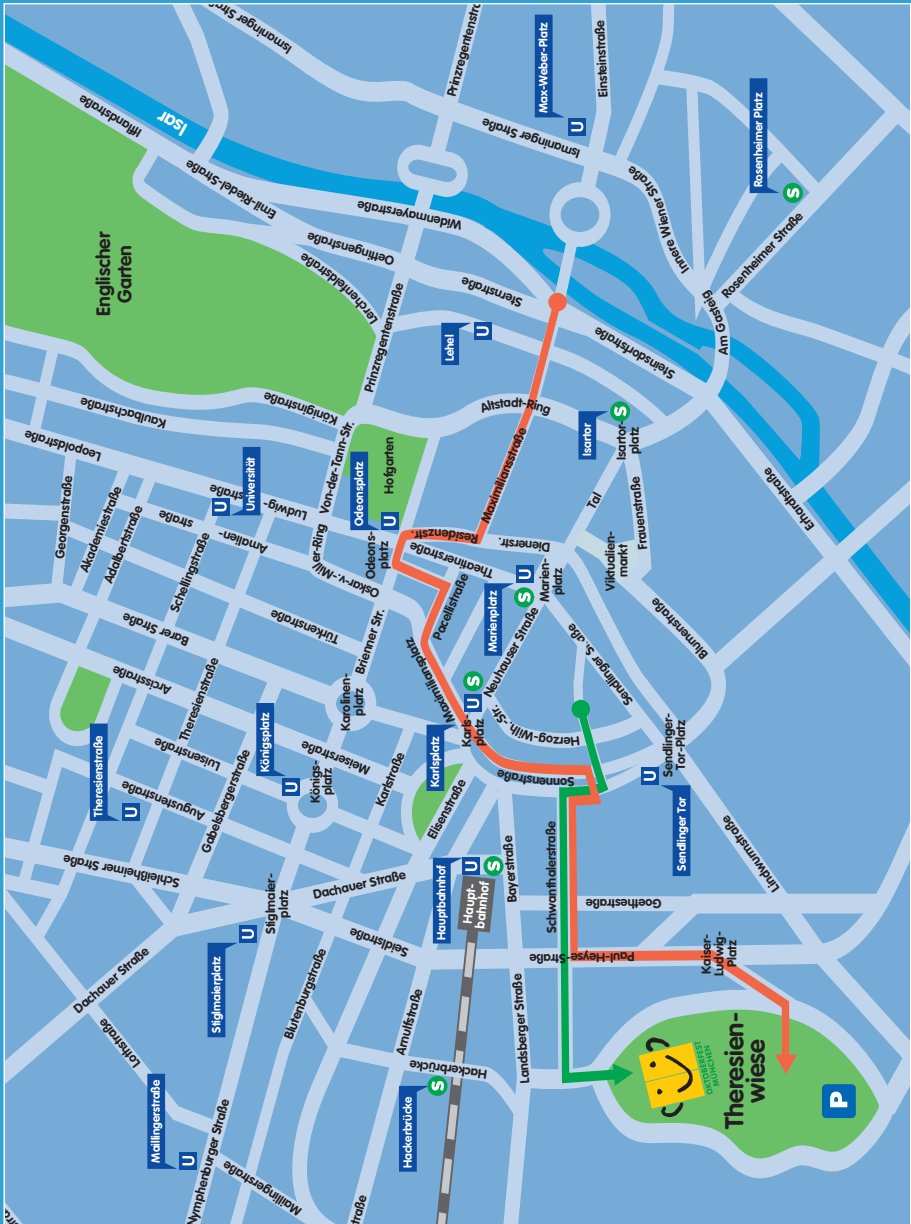 Ismaninger Straße
Prinzregentenstr
Max-Weber-Platz
U
Einsteinstraße
Ismaninger Straße
Rosenheimer Platz
S
Innere Wiener Straße
Rosenheimer Straße
Am Gasteig
Ifflandstraße
Isar
Emil-Riedel-Straße
Widenmayerstraße
Oettingenstraße
Lerchenfeldstraße
Sternstraße
Englischer
Garten
Prinzregentenstraße
Lehel
U
Steinsdorfstraße
Erhardtstraße
Königinstraße
Kaulbachstraße
Leopoldstraße
Altstadt-Ring
Isartor
S
Isartor-
platz
Maximiliansstraße
Von-der-Tann-Str.
Hofgarten
Odeonsplatz
U
Odeons-
platz
Universität
U
Ludwig-
straße
Georgenstraße
Akademiestraße
Adalbertstraße
Amalien-
straße
Schellingstraße
Oskar-v.-Miller-Ring
Residenzstr.
Theatinerstraße
Dienerstr.
Tal
Frauenstraße
Viktualien-
markt
Marienplatz
U
S
Marien-
platz
Blumenstraße
Türkenstraße
Brienner Str.
Barer Straße
Arcisstraße
Theresienstraße
Pacellistraße
Maximiliansplatz
Neuhauser Straße
Sendlinger Straße
Karlsplatz
U
S
Karls-
platz
Herzog-Wilh.-Str.
Karolinen-
platz
Meiserstraße
Königsplatz
U
Königs-
platz
Luisenstraße
Augustenstraße
Gabelsbergerstraße
Theresienstraße
U
Karlstraße
Elisenstraße
Sonnenstraße
Sendlinger-
Tor-Platz
U
Sendlinger Tor
Lindwurmstraße
Schleißheimer Straße
Dachauer Straße
Stiglmaier-
platz
U
Stiglmaierplatz
Hauptbahnhof
U
S
Haupt-
bahnhof
Bayerstraße
Schwanthalerstraße
Goethestraße
Paul-Heyse-Straße
Kaiser-
Ludwig-
Platz
Seidlstraße
Dachauer Straße
Lothstraße
Blutenburgstraße
Arnulfstraße
Hackerbrücke
S
Hackerbrücke
Landsberger Straße
Maillingerstraße
U
Nymphenburger Straße
Maillingerstraße
straße
OKTOBERFEST
MÜNCHEN
Theresien-
wiese
P